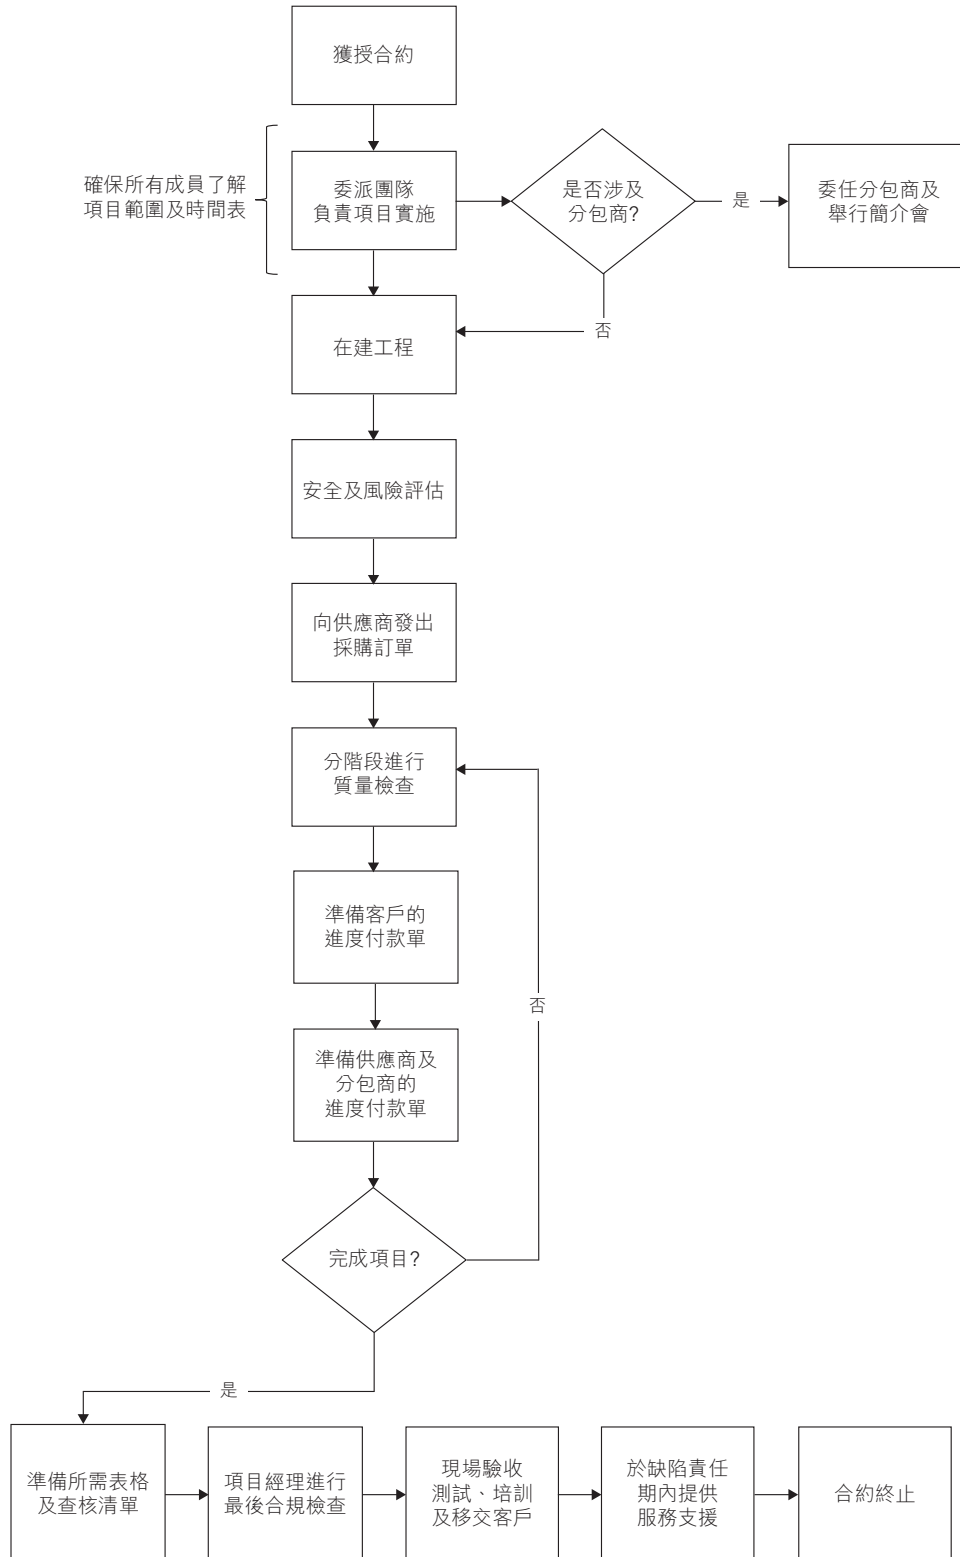 獲授合約
確保所有成員了解
項目範圍及時間表
委派團隊
負責項目實施
是否涉及
分包商?
是
委任分包商及
舉行簡介會
否
在建工程
安全及風險評估
向供應商發出
採購訂單
分階段進行
質量檢查
準備客戶的
進度付款單
否
準備供應商及
分包商的
進度付款單
完成項目?
是
準備所需表格
及查核清單
項目經理進行
最後合規檢查
現場驗收
測試、培訓
及移交客戶
於缺陷責任
期內提供
服務支援
合約終止